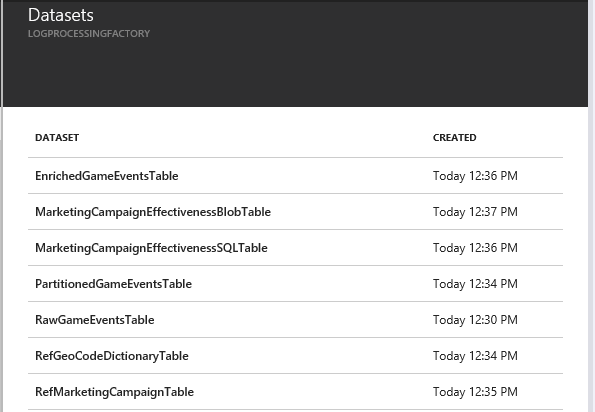 Datasets
LOGPROCESSINGFACTORY
DATASET CREATED
EnrichedGameEventsTable Today 12:36 PM
MarketingCampaignEffectivenessBlobTable Today 12:37 PM
MarketingCampaignEffectivenessSQLTable Today 12:36 PM
PartitionedGameEventsTable Today 12:34 PM
RawGameEventsTable Today 12:30 PM
RefGeoCodeDictionaryTable Today 12:34 PM
RefMarketingCampaignTable Today 12:35 PM